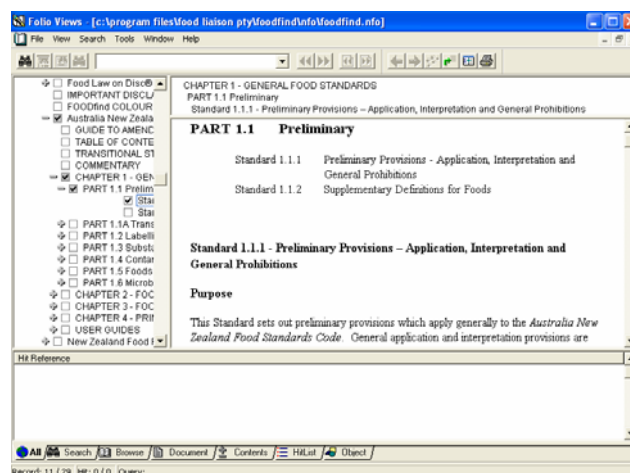 Folio Views - [c:\program files\food liaison pty\foodfind\nfo\foodfind.nfo]
File View Search Tools Window Help
Food Law on Disc®
IMPORTANT DISCL
FOODfind COLOUR
Australia New Zeala
GUIDE TO AMEND
TABLE OF CONTE
TRANSITIONAL ST
COMMENTARY
CHAPTER 1 - GEN
PART 1.1 Prelim
Sta
Sta
PART 1.1A Trans
PART 1.2 Labelli
PART 1.3 Subst
PART 1.4 Contar
PART 1.5 Foods
PART 1.6 Microb
CHAPTER 2 - FOC
CHAPTER 3 - FOC
CHAPTER 4 - PRI
USER GUIDES
New Zealand Food
CHAPTER 1 - GENERAL FOOD STANDARDS
PART 1.1 Preliminary
Standard 1.1.1 - Preliminary Provisions – Application, Interpretation and General Prohibitions
PART 1.1 Preliminary
Standard 1.1.1 Preliminary Provisions - Application, Interpretation and
General Prohibitions
Standard 1.1.2 Supplementary Definitions for Foods
Standard 1.1.1 - Preliminary Provisions – Application, Interpretation and
General Prohibitions
Purpose
This Standard sets out preliminary provisions which apply generally to the Australia New
Zealand Food Standards Code. General application and interpretation provisions are
Hit Reference
All Search Browse Document Contents HitList Object
Record: 11 / 29 Hit: 0 / 0 Query: